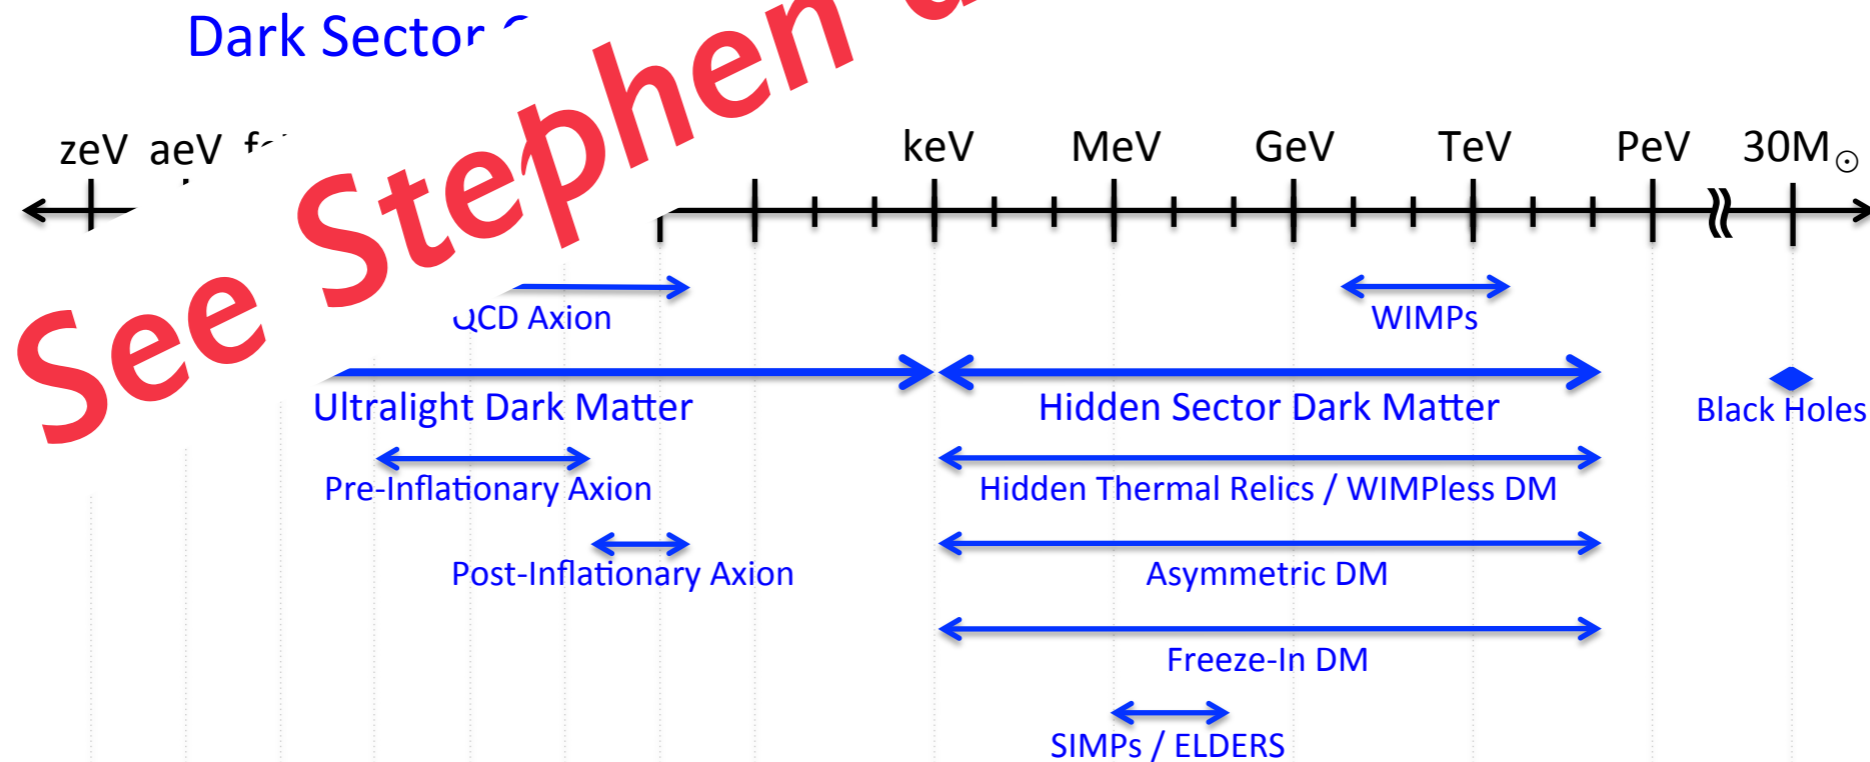 Dark Sector
See Stephen
zeV aeV keV MeV GeV TeV PeV 30M☉
QCD Axion WIMPs
Ultralight Dark Matter Hidden Sector Dark Matter Black Holes
Pre-Inflationary Axion Hidden Thermal Relics / WIMPless DM
Post-Inflationary Axion Asymmetric DM
Freeze-In DM
SIMPs / ELDERS